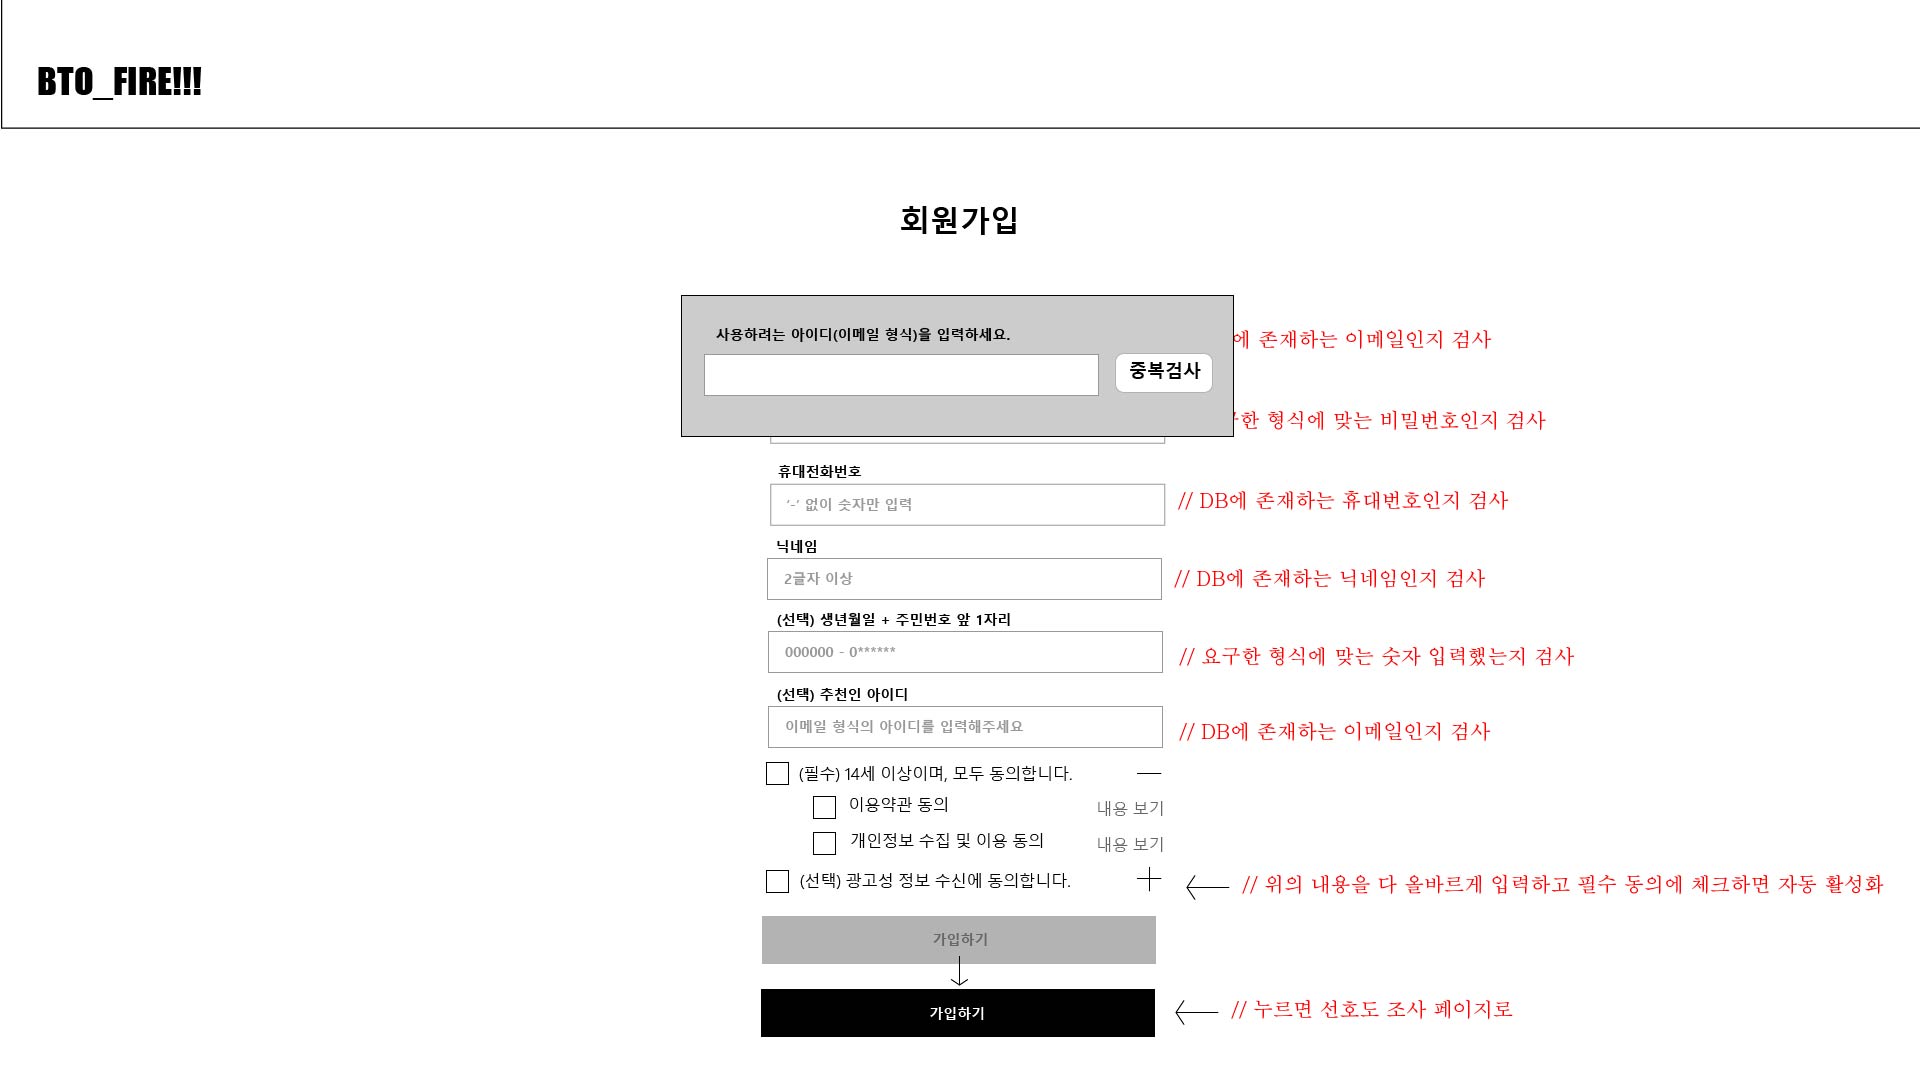 BTO_FIRE!!!
회원가입
사용하려는 아이디(이메일 형식)을 입력하세요.
중복검사
에 존재하는 이메일인지 검사
한 형식에 맞는 비밀번호인지 검사
휴대전화번호
‘-’ 없이 숫자만 입력
// DB에 존재하는 휴대번호인지 검사
닉네임
2글자 이상
// DB에 존재하는 닉네임인지 검사
(선택) 생년월일 + 주민번호 앞 1자리
000000 - 0******
// 요구한 형식에 맞는 숫자 입력했는지 검사
(선택) 추천인 아이디
이메일 형식의 아이디를 입력해주세요
// DB에 존재하는 이메일인지 검사
(필수) 14세 이상이며, 모두 동의합니다.
이용약관 동의
내용 보기
개인정보 수집 및 이용 동의
내용 보기
(선택) 광고성 정보 수신에 동의합니다.
// 위의 내용을 다 올바르게 입력하고 필수 동의에 체크하면 자동 활성화
가입하기
가입하기
// 누르면 선호도 조사 페이지로